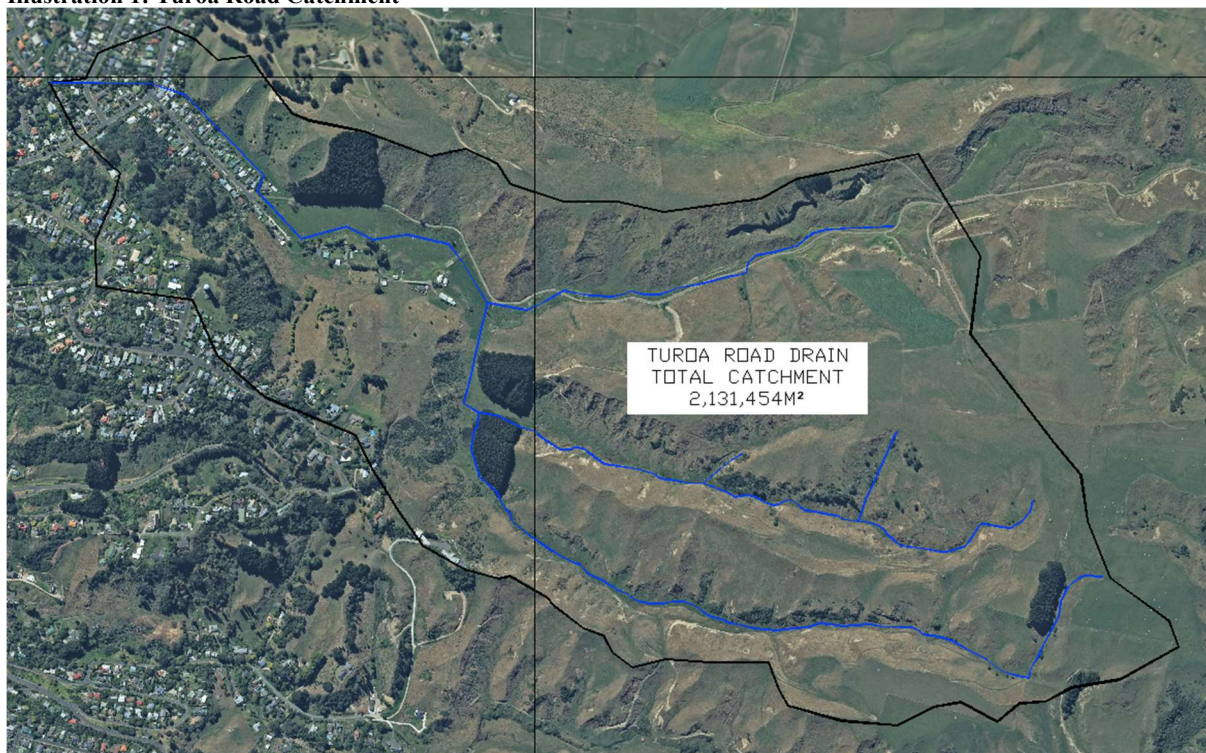 Illustration 1: Turoa Road Catchment
TUROA ROAD DRAIN
TOTAL CATCHMENT
2,131,454M²